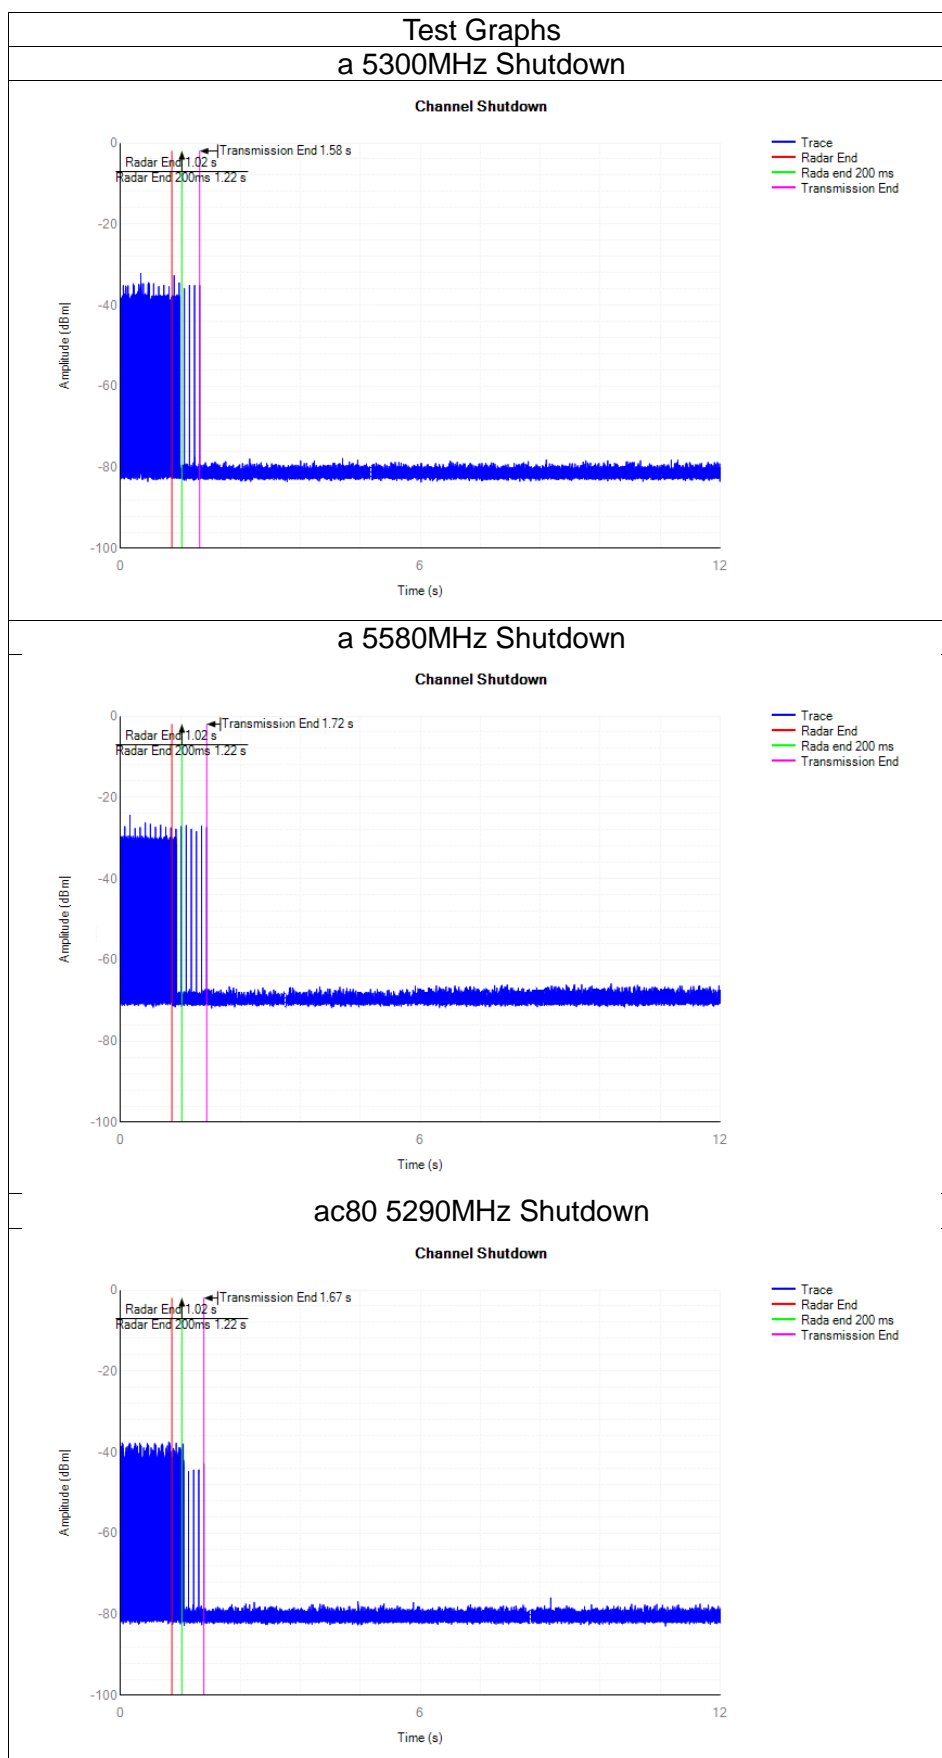 Test Graphs
a 5300MHz Shutdown
Channel Shutdown
Transmission End 1.58 s
Radar End 1.02 s
Radar End 200ms 1.22 s
Trace
Radar End
Rada end 200 ms
Transmission End
0
-20
-40
-60
-80
-100
Amplitude [dBm]
0
6
12
Time (s)
a 5580MHz Shutdown
Channel Shutdown
Transmission End 1.72 s
Radar End 1.02 s
Radar End 200ms 1.22 s
Trace
Radar End
Rada end 200 ms
Transmission End
0
-20
-40
-60
-80
-100
Amplitude [dBm]
0
6
12
Time (s)
ac80 5290MHz Shutdown
Channel Shutdown
Transmission End 1.67 s
Radar End 1.02 s
Radar End 200ms 1.22 s
Trace
Radar End
Rada end 200 ms
Transmission End
0
-20
-40
-60
-80
-100
Amplitude [dBm]
0
6
12
Time (s)